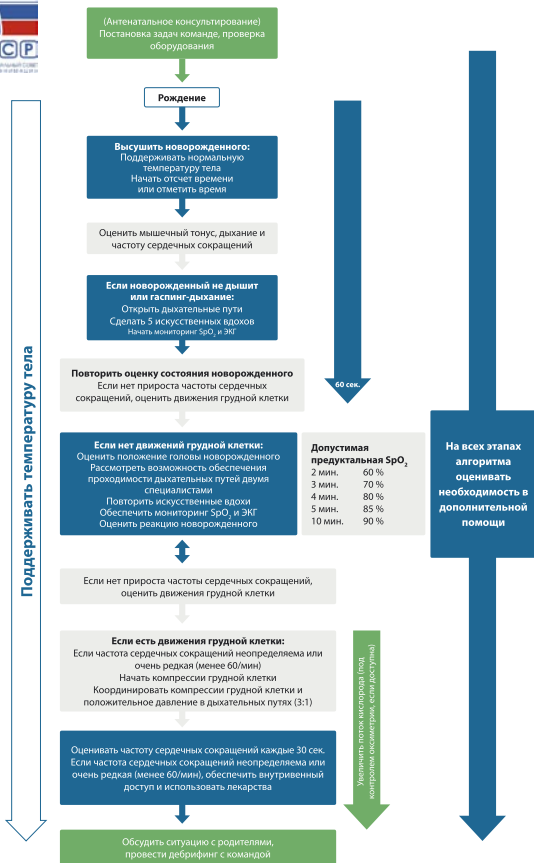 СР
(Антенатальное консультирование)
Постановка задач команде, проверка
оборудования
Рождение
Высушить новорожденного:
Поддерживать нормальную
температуру тела
Начать отсчет времени
или отметить время
Оценить мышечный тонус, дыхание и
частоту сердечных сокращений
Если новорожденный не дышит
или гаспинг-дыхание:
Открыть дыхательные пути
Сделать 5 искусственных вдохов
Начать мониторинг SpO₂ и ЭКГ
Повторить оценку состояния новорожденного
Если нет прироста частоты сердечных
сокращений, оценить движения грудной клетки
60 сек.
Если нет движений грудной клетки:
Оценить положение головы новорожденного
Рассмотреть возможность обеспечения
проходимости дыхательных путей двумя
специалистами
Повторить искусственные вдохи
Обеспечить мониторинг SpO₂ и ЭКГ
Оценить реакцию новорожденного
Допустимая
предуктальная SpO₂
2 мин. 60 %
3 мин. 70 %
4 мин. 80 %
5 мин. 85 %
10 мин. 90 %
На всех этапах
алгоритма
оценивать
необходимость в
дополнительной
помощи
Поддерживать температуру тела
Если нет прироста частоты сердечных сокращений,
оценить движения грудной клетки
Если есть движения грудной клетки:
Если частота сердечных сокращений неопределяема или
очень редкая (менее 60/мин)
Начать компрессии грудной клетки
Координировать компрессии грудной клетки и
положительное давление в дыхательных путях (3:1)
Увеличить поток кислорода (под
контролем оксиметрии, если доступна)
Оценивать частоту сердечных сокращений каждые 30 сек.
Если частота сердечных сокращений неопределяема или
очень редкая (менее 60/мин), обеспечить внутривенный
доступ и использовать лекарства
Обсудить ситуацию с родителями,
провести дебрифинг с командой